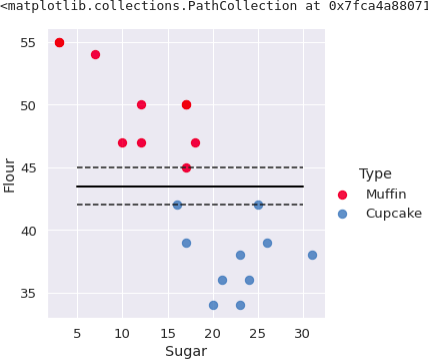 <matplotlib.collections.PathCollection at 0x7fca4a88071
55
50
45
40
35
Flour
5 10 15 20 25 30
Sugar
Type
Muffin
Cupcake